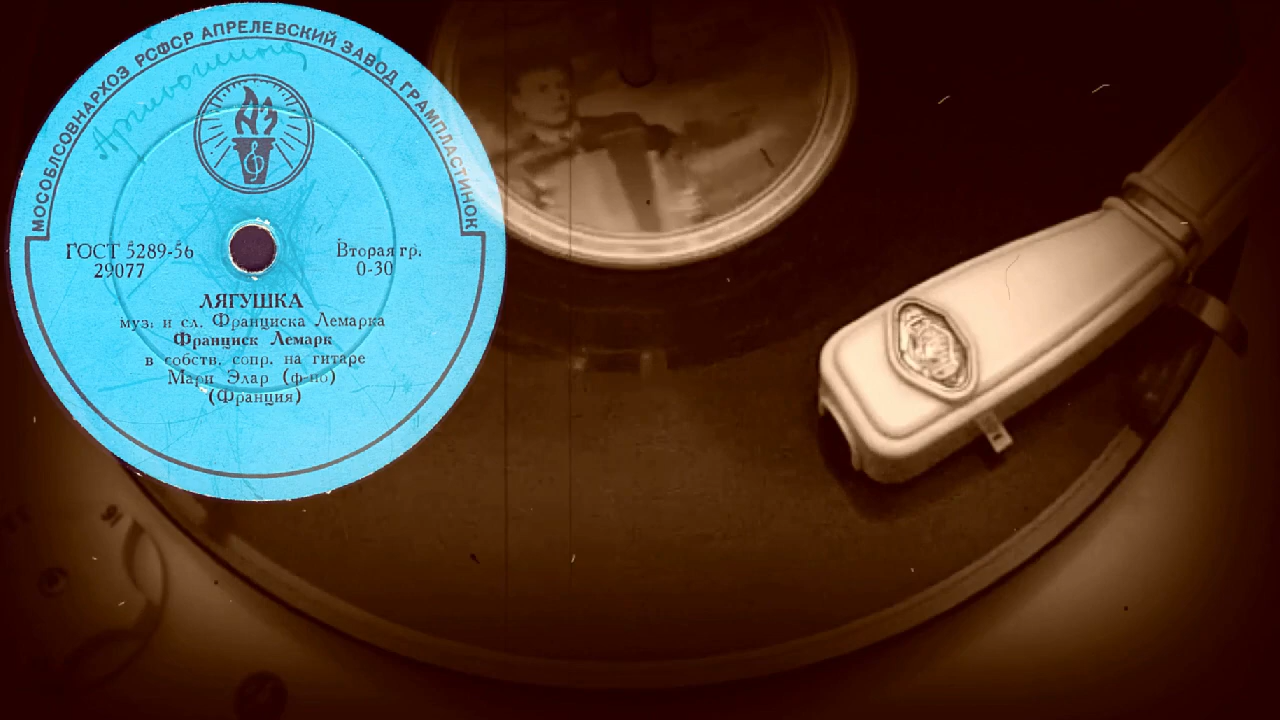 МОСОБЛСОВНАРХОЗ РСФСР АПРЕЛЕВСКИЙ ЗАВОД ГРАМПЛАСТИНОК
ГОСТ 5289-56
29077
Вторая гр.
0-30
ЛЯГУШКА
муз. и сл. Франциска Лемарка
Франциск Лемарк
в собств. сопр. на гитаре
Мари Элар (ф-но)
(Франция)
16